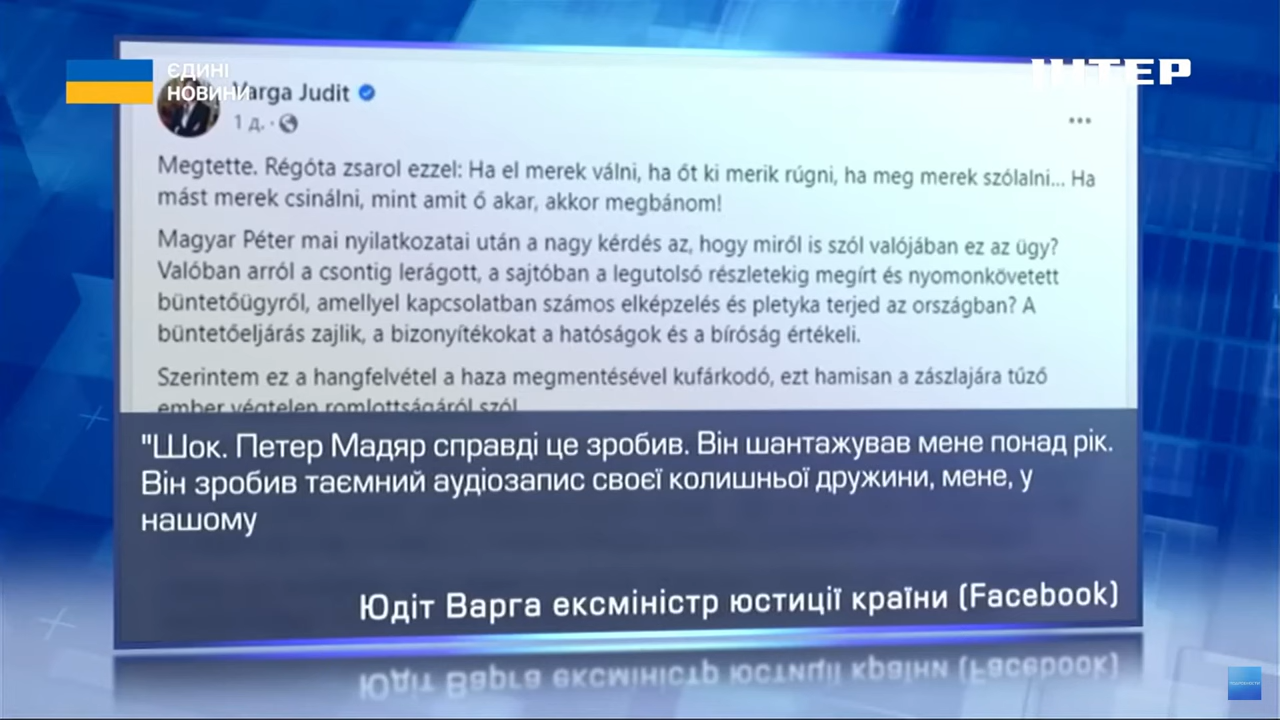 ЄДИНІ
НОВИНИ
ІНТЕР
Varga Judit
1 д. ·
Megtette. Régóta zsarol ezzel: Ha el merek válni, ha őt ki merik rúgni, ha meg merek szólalni... Ha
mást merek csinálni, mint amit ő akar, akkor megbánom!
Magyar Péter mai nyilatkozatai után a nagy kérdés az, hogy miről is szól valójában ez az ügy?
Valóban arról a csontig lerágott, a sajtóban a legutolsó részletekig megírt és nyomonkövetett
büntetőügyről, amellyel kapcsolatban számos elképzelés és pletyka terjed az országban? A
büntetőeljárás zajlik, a bizonyítékokat a hatóságok és a bíróság értékeli.
Szerintem ez a hangfelvétel a haza megmentésével kufárkodó, ezt hamisan a zászlajára tűző
ember végtelen romlottságáról szól
"Шок. Петер Мадяр справді це зробив. Він шантажував мене понад рік.
Він зробив таємний аудіозапис своєї колишньої дружини, мене, у
нашому
Юдіт Варга ексміністр юстиції країни (Facebook)